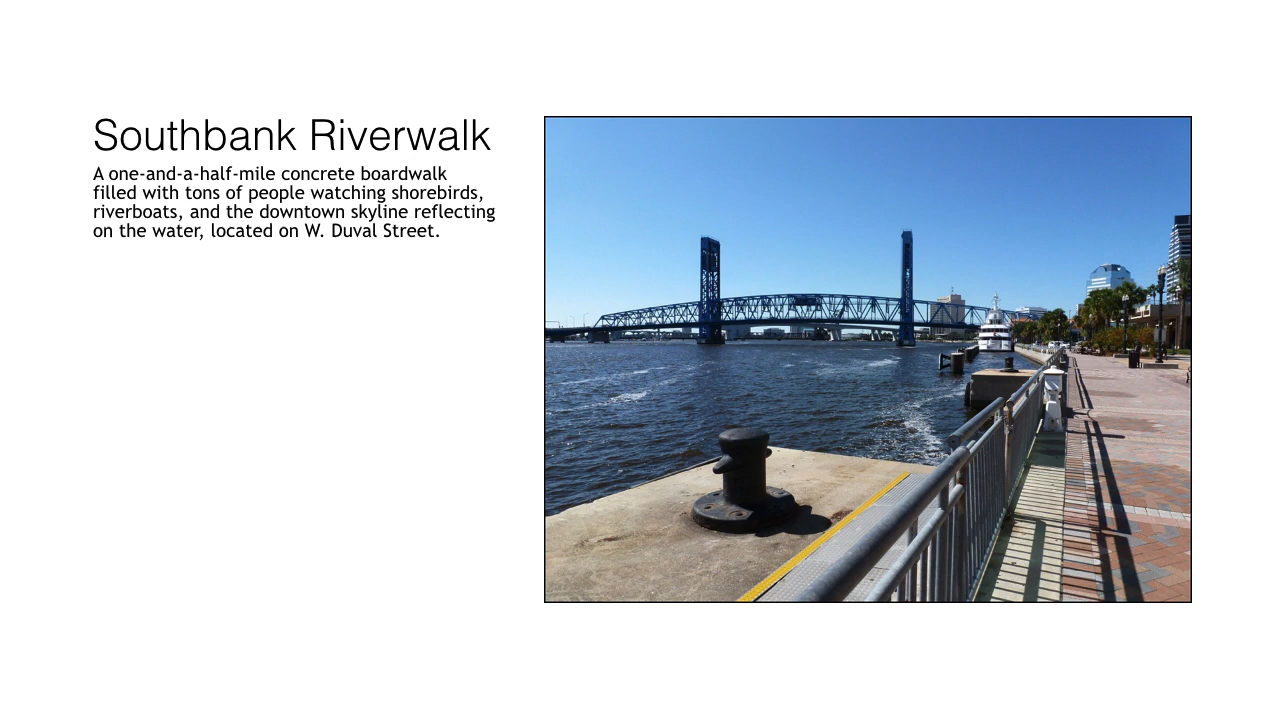 Southbank Riverwalk
A one-and-a-half-mile concrete boardwalk
filled with tons of people watching shorebirds,
riverboats, and the downtown skyline reflecting
on the water, located on W. Duval Street.